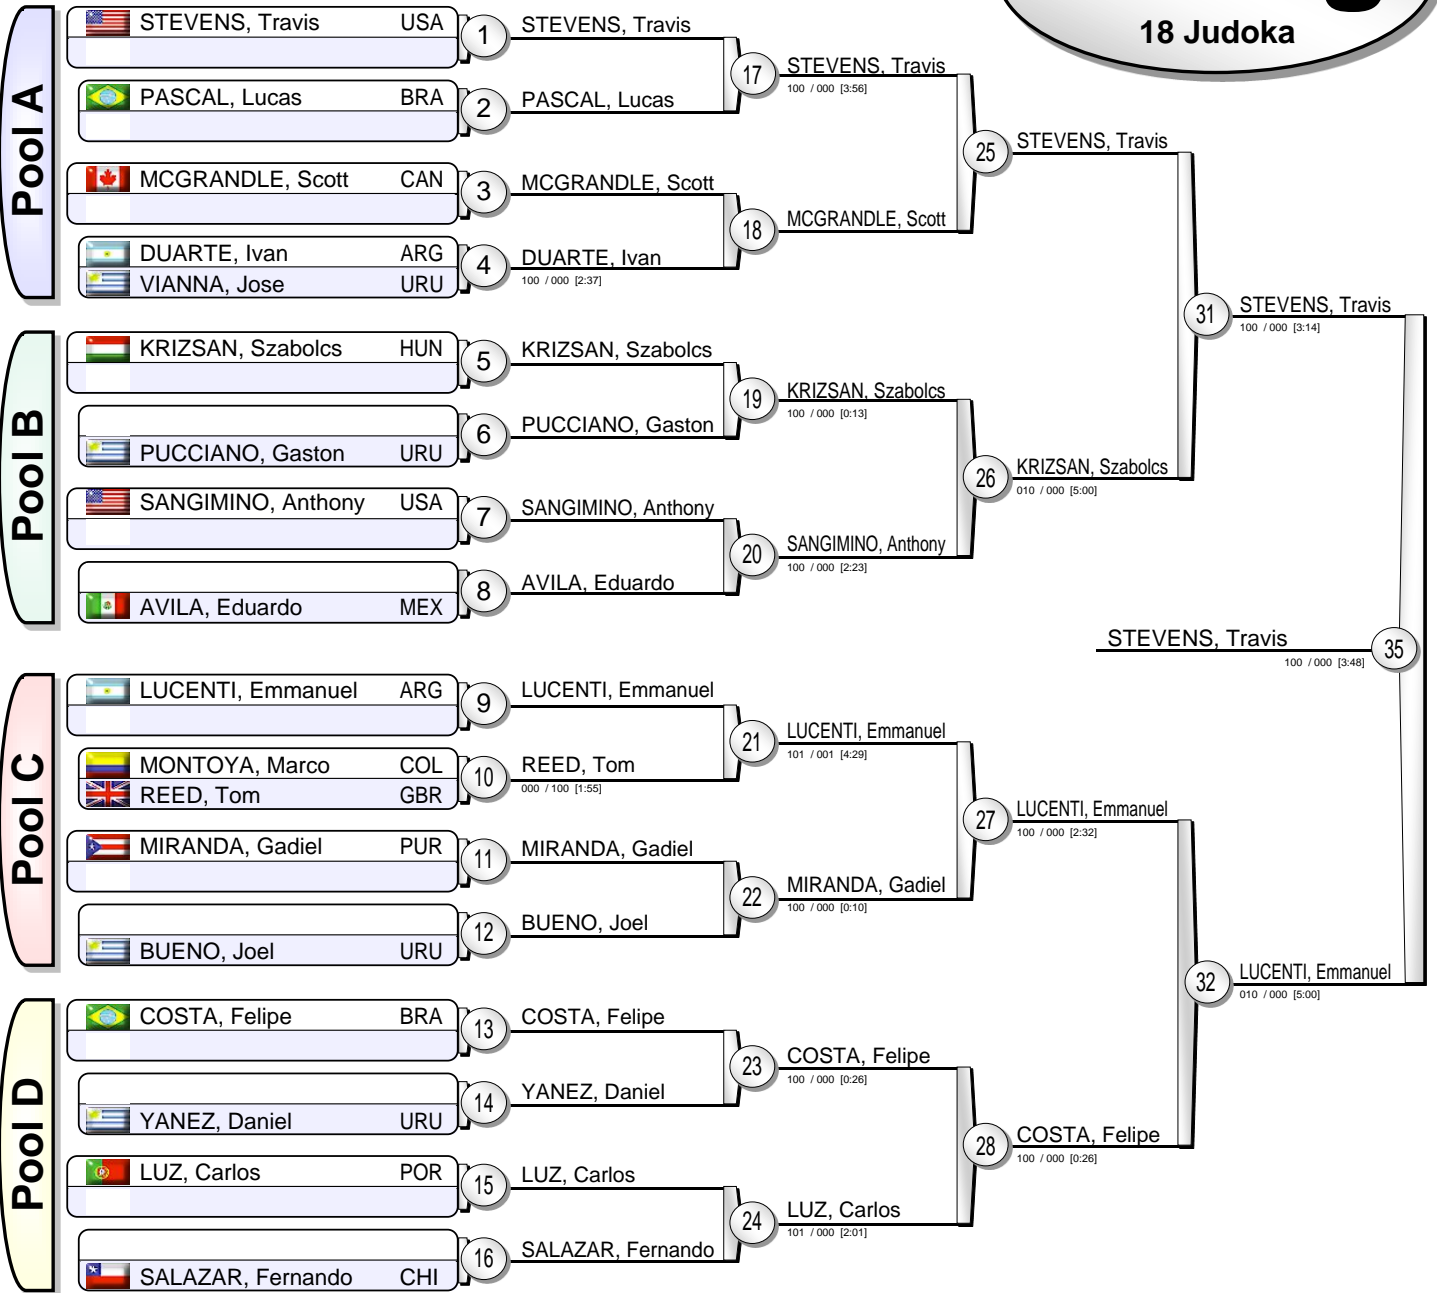 18 Judoka
Pool A
STEVENS, Travis USA
1
STEVENS, Travis
PASCAL, Lucas BRA
2
PASCAL, Lucas
17
STEVENS, Travis
100 / 000 [3:56]
MCGRANDLE, Scott CAN
3
MCGRANDLE, Scott
DUARTE, Ivan ARG
VIANNA, Jose URU
4
DUARTE, Ivan
100 / 000 [2:37]
18
MCGRANDLE, Scott
25
STEVENS, Travis
Pool B
KRIZSAN, Szabolcs HUN
5
KRIZSAN, Szabolcs
PUCCIANO, Gaston URU
6
PUCCIANO, Gaston
19
KRIZSAN, Szabolcs
100 / 000 [0:13]
SANGIMINO, Anthony USA
7
SANGIMINO, Anthony
AVILA, Eduardo MEX
8
AVILA, Eduardo
20
SANGIMINO, Anthony
100 / 000 [2:23]
26
KRIZSAN, Szabolcs
010 / 000 [5:00]
31
STEVENS, Travis
100 / 000 [3:14]
STEVENS, Travis
100 / 000 [3:48]
35
Pool C
LUCENTI, Emmanuel ARG
9
LUCENTI, Emmanuel
MONTOYA, Marco COL
REED, Tom GBR
10
REED, Tom
000 / 100 [1:55]
21
LUCENTI, Emmanuel
101 / 001 [4:29]
MIRANDA, Gadiel PUR
11
MIRANDA, Gadiel
BUENO, Joel URU
12
BUENO, Joel
22
MIRANDA, Gadiel
100 / 000 [0:10]
27
LUCENTI, Emmanuel
100 / 000 [2:32]
Pool D
COSTA, Felipe BRA
13
COSTA, Felipe
YANEZ, Daniel URU
14
YANEZ, Daniel
23
COSTA, Felipe
100 / 000 [0:26]
LUZ, Carlos POR
15
LUZ, Carlos
SALAZAR, Fernando CHI
16
SALAZAR, Fernando
24
LUZ, Carlos
101 / 000 [2:01]
28
COSTA, Felipe
100 / 000 [0:26]
32
LUCENTI, Emmanuel
010 / 000 [5:00]